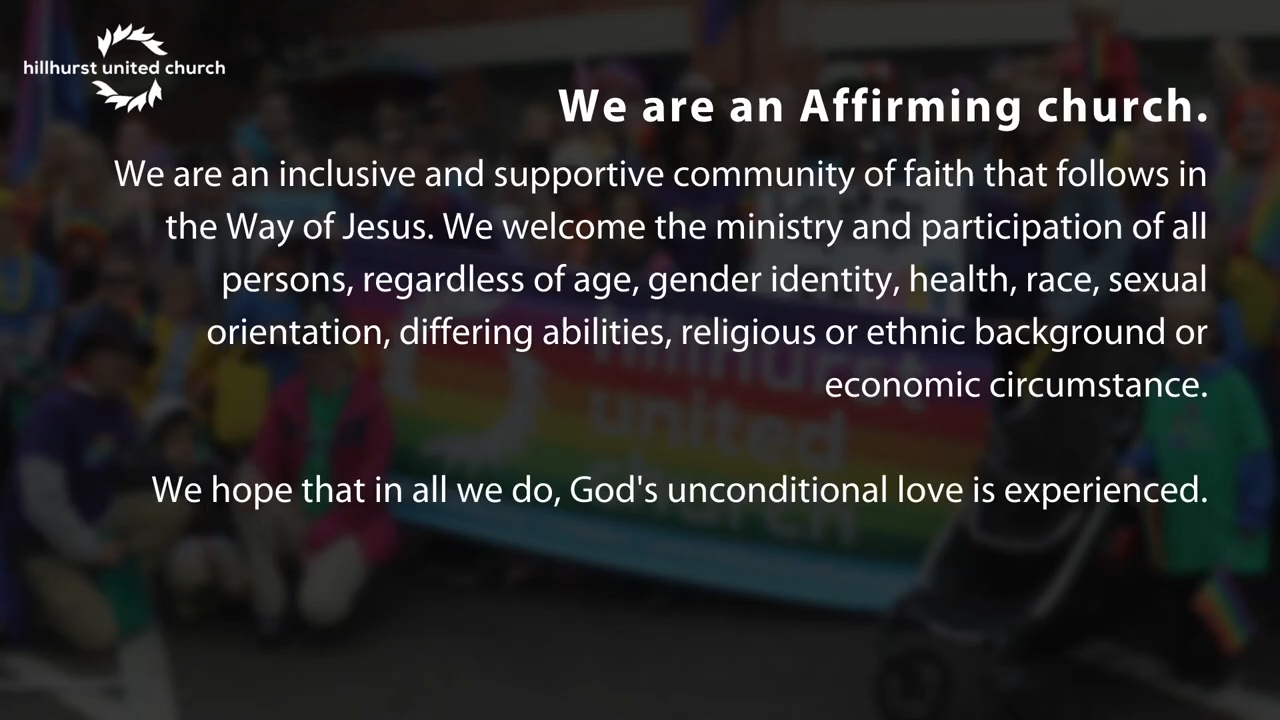 hillhurst united church
We are an Affirming church.
We are an inclusive and supportive community of faith that follows in
the Way of Jesus. We welcome the ministry and participation of all
persons, regardless of age, gender identity, health, race, sexual
orientation, differing abilities, religious or ethnic background or
economic circumstance.
We hope that in all we do, God's unconditional love is experienced.
hillhurst
united
church